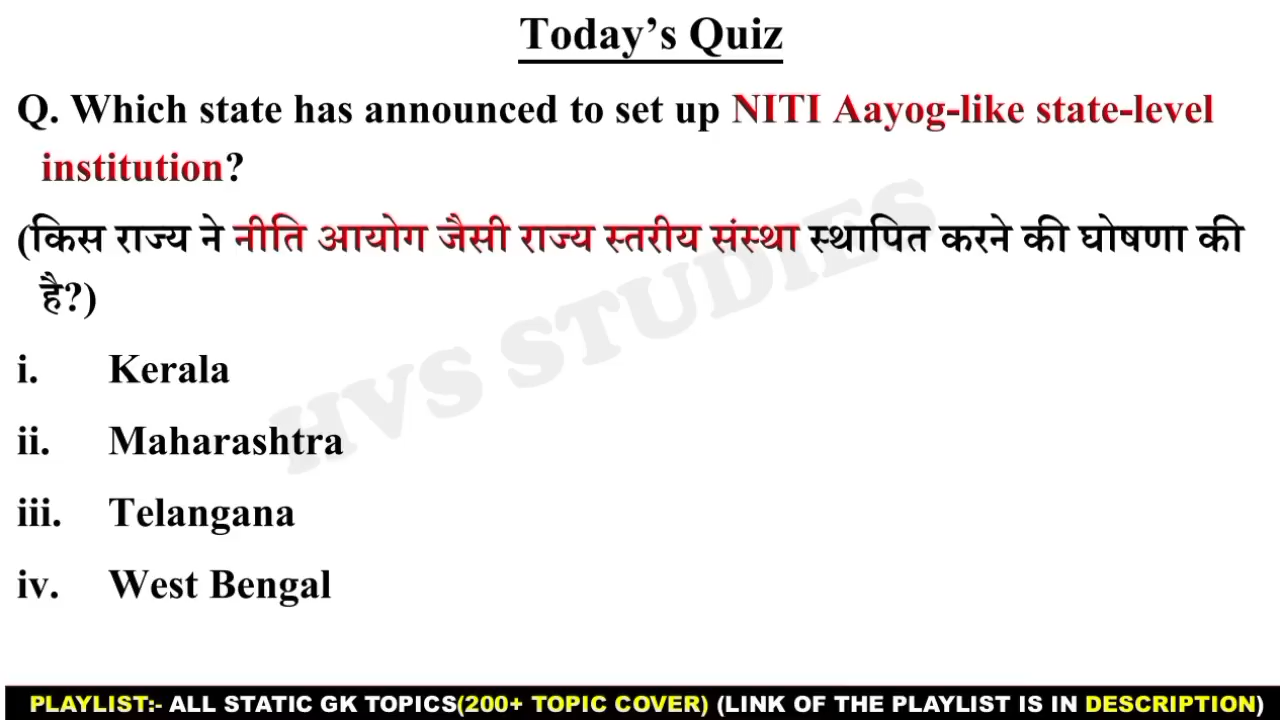 Today's Quiz
Q. Which state has announced to set up NITI Aayog-like state-level
institution?
(किस राज्य ने नीति आयोग जैसी राज्य स्तरीय संस्था स्थापित करने की घोषणा की
है?)
i. Kerala
ii. Maharashtra
iii. Telangana
iv. West Bengal
HVS STUDIES
PLAYLIST:- ALL STATIC GK TOPICS(200+ TOPIC COVER) (LINK OF THE PLAYLIST IS IN DESCRIPTION)